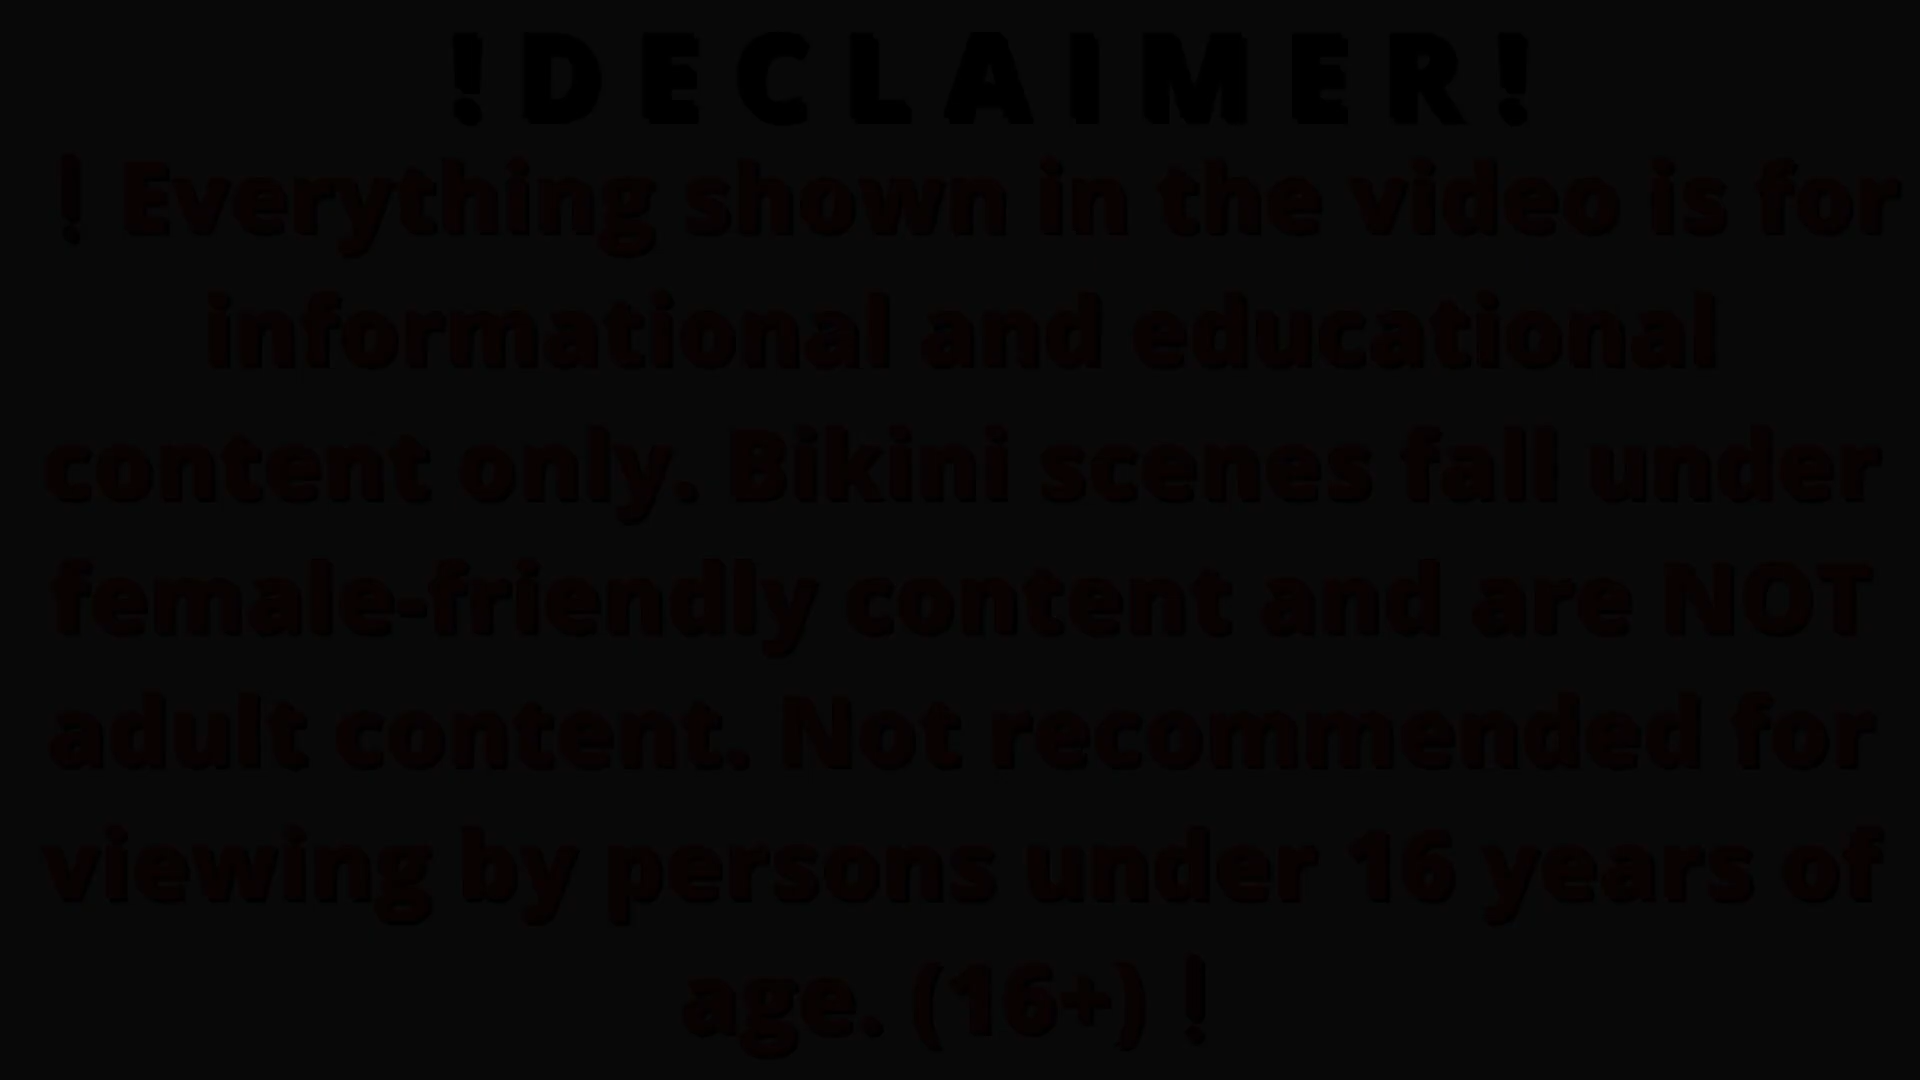 !DECLAIMER!
! Everything shown in the video is for
informational and educational
content only. Bikini scenes fall under
female-friendly content and are NOT
adult content. Not recommended for
viewing by persons under 16 years of
age. (16+) !